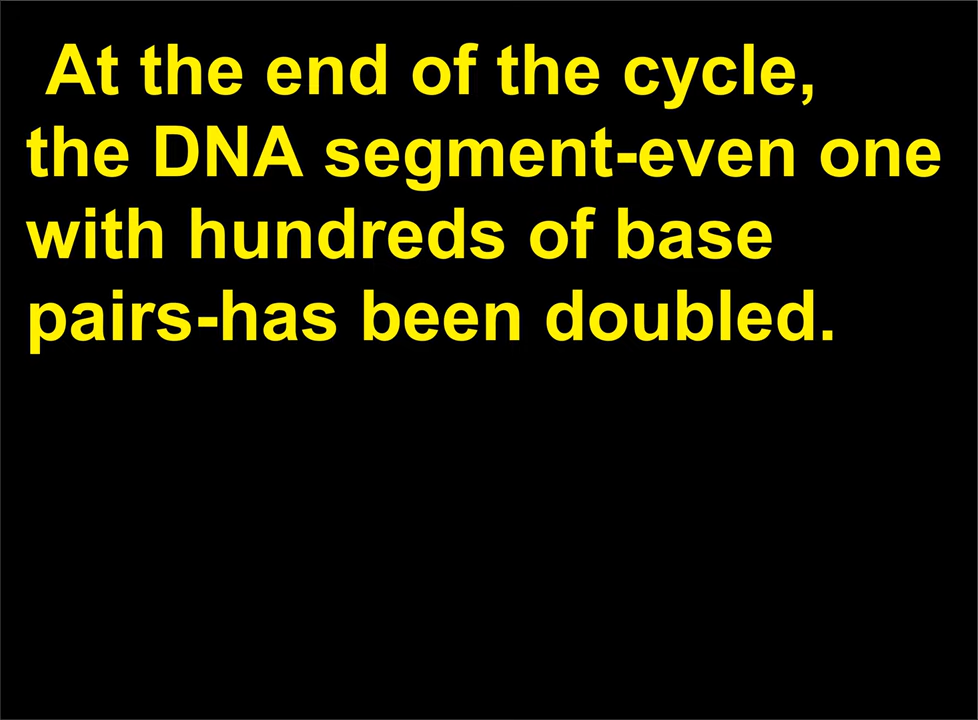 At the end of the cycle,
the DNA segment-even one
with hundreds of base
pairs-has been doubled.